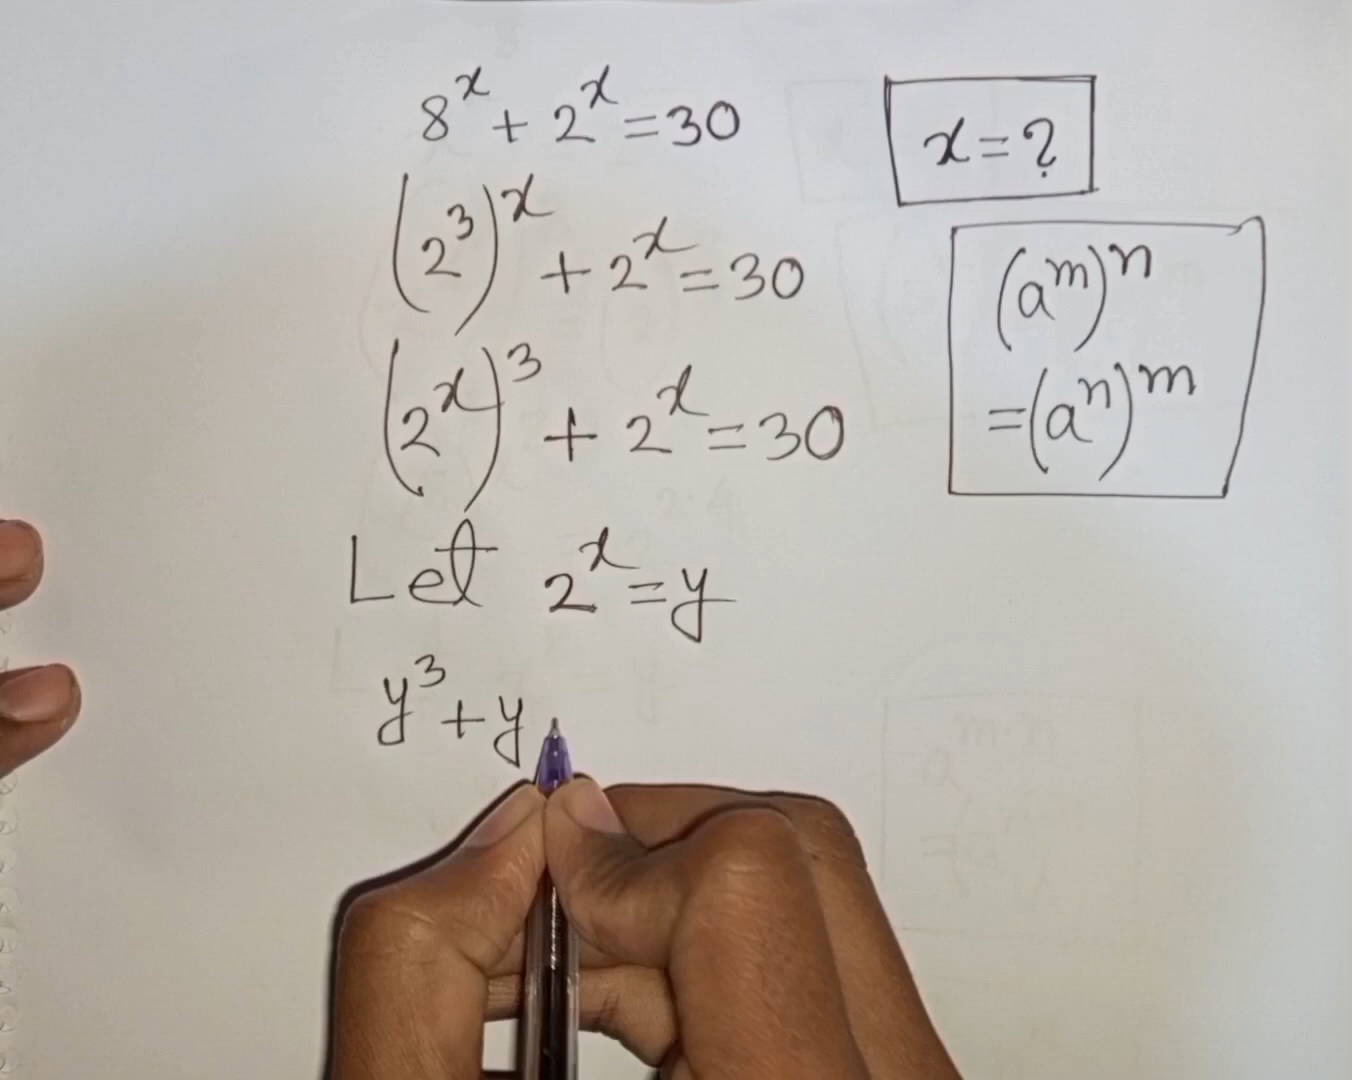 8^x + 2^x = 30
x = ?
(2^3)^x + 2^x = 30
(a^m)^n
= (a^n)^m
(2^x)^3 + 2^x = 30
Let 2^x = y
y^3 + y